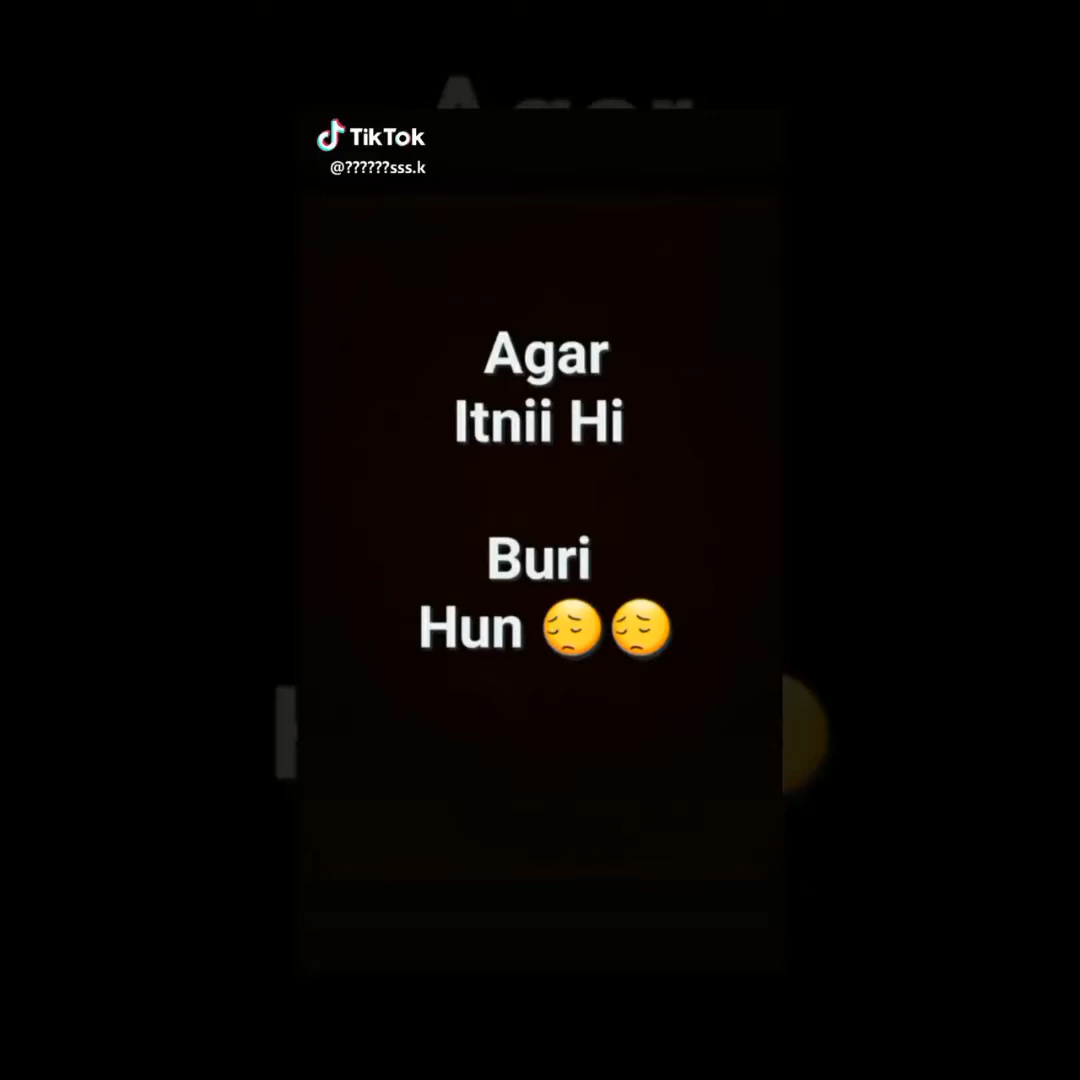 TikTok
@??????sss.k
Agar
Itnii Hi
Buri
Hun 😔😔